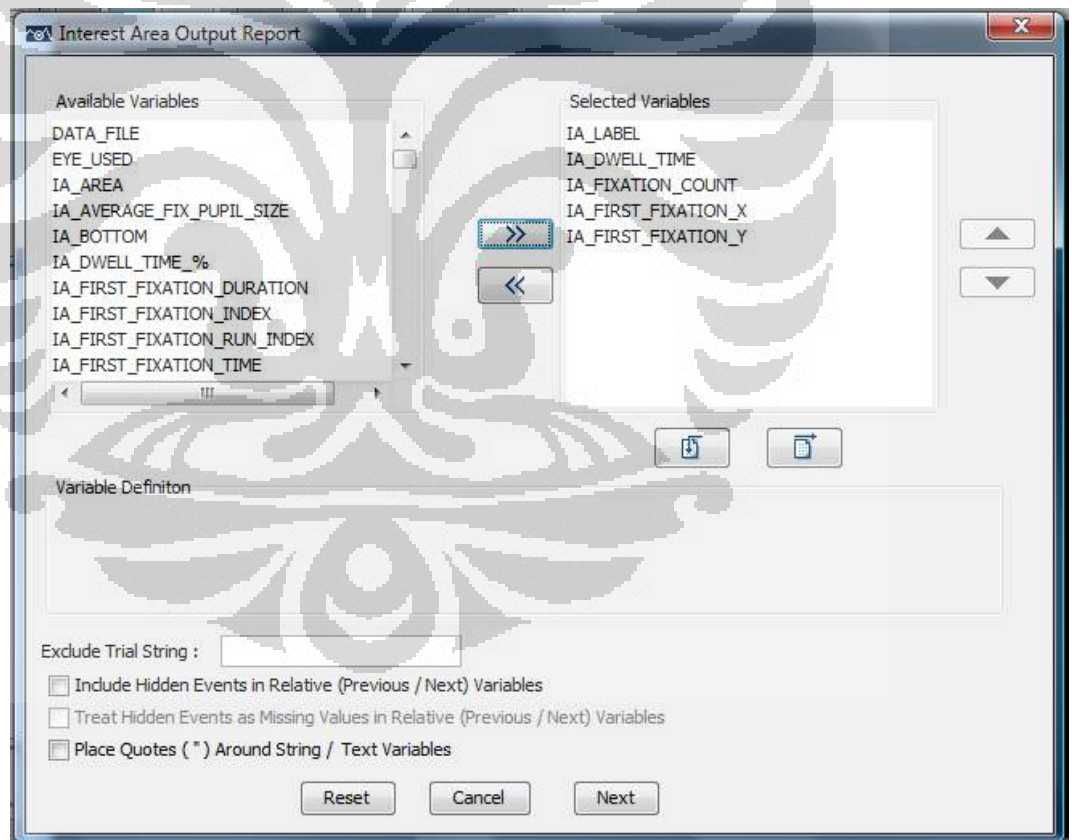 Interest Area Output Report
Available Variables
DATA_FILE
EYE_USED
IA_AREA
IA_AVERAGE_FIX_PUPIL_SIZE
IA_BOTTOM
IA_DWELL_TIME_%
IA_FIRST_FIXATION_DURATION
IA_FIRST_FIXATION_INDEX
IA_FIRST_FIXATION_RUN_INDEX
IA_FIRST_FIXATION_TIME
Selected Variables
IA_LABEL
IA_DWELL_TIME
IA_FIXATION_COUNT
IA_FIRST_FIXATION_X
IA_FIRST_FIXATION_Y
Variable Definiton
Exclude Trial String :
Include Hidden Events in Relative (Previous / Next) Variables
Treat Hidden Events as Missing Values in Relative (Previous / Next) Variables
Place Quotes ( " ) Around String / Text Variables
Reset Cancel Next